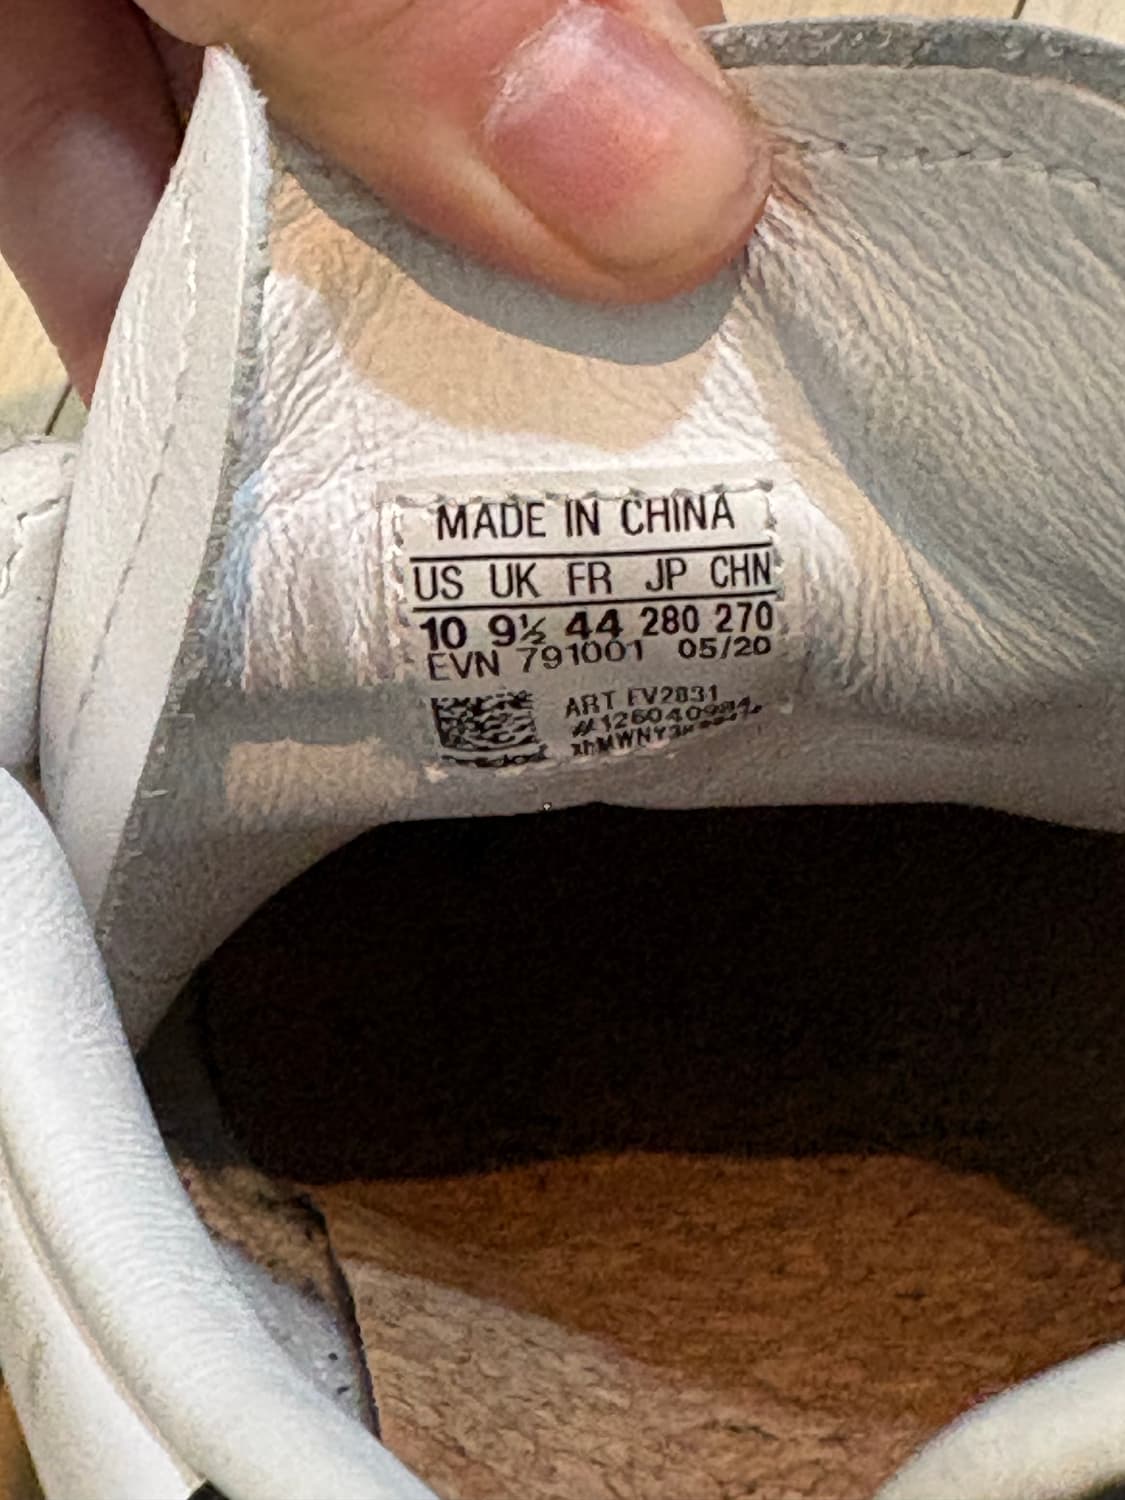 MADE IN CHINA
US UK FR JP CHN
10 9½ 44 280 270
EVN 791001 05/20
ART FV2831